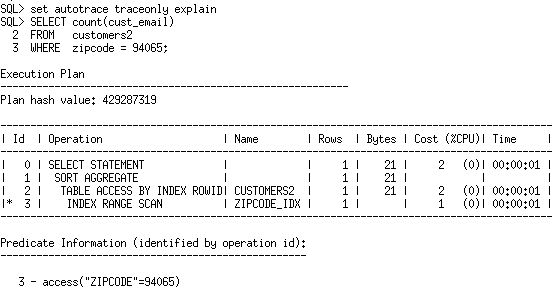 SQL> set autotrace traceonly explain
SQL> SELECT count(cust_email)
  2  FROM   customers2
  3  WHERE  zipcode = 94065;

Execution Plan
----------------------------------------------------------
Plan hash value: 429287319

--------------------------------------------------------------------------------------------
| Id  | Operation                    | Name        | Rows  | Bytes | Cost (%CPU)| Time     |
--------------------------------------------------------------------------------------------
|   0 | SELECT STATEMENT             |             |     1 |    21 |     2   (0)| 00:00:01 |
|   1 |  SORT AGGREGATE              |             |     1 |    21 |            |          |
|   2 |   TABLE ACCESS BY INDEX ROWID| CUSTOMERS2  |     1 |    21 |     2   (0)| 00:00:01 |
|*  3 |    INDEX RANGE SCAN          | ZIPCODE_IDX |     1 |       |     1   (0)| 00:00:01 |
--------------------------------------------------------------------------------------------

Predicate Information (identified by operation id):
---------------------------------------------------

   3 - access("ZIPCODE"=94065)